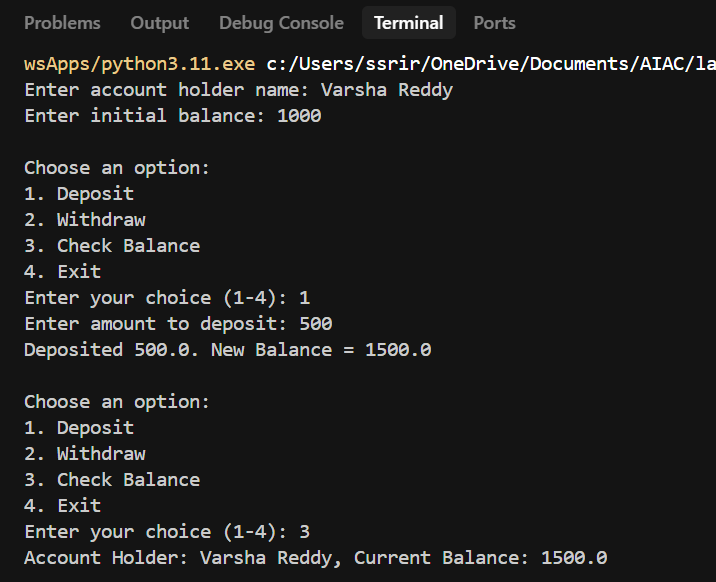 Problems Output Debug Console Terminal Ports
wsApps/python3.11.exe c:/Users/ssrir/OneDrive/Documents/AIAC/la
Enter account holder name: Varsha Reddy
Enter initial balance: 1000
Choose an option:
1. Deposit
2. Withdraw
3. Check Balance
4. Exit
Enter your choice (1-4): 1
Enter amount to deposit: 500
Deposited 500.0. New Balance = 1500.0
Choose an option:
1. Deposit
2. Withdraw
3. Check Balance
4. Exit
Enter your choice (1-4): 3
Account Holder: Varsha Reddy, Current Balance: 1500.0